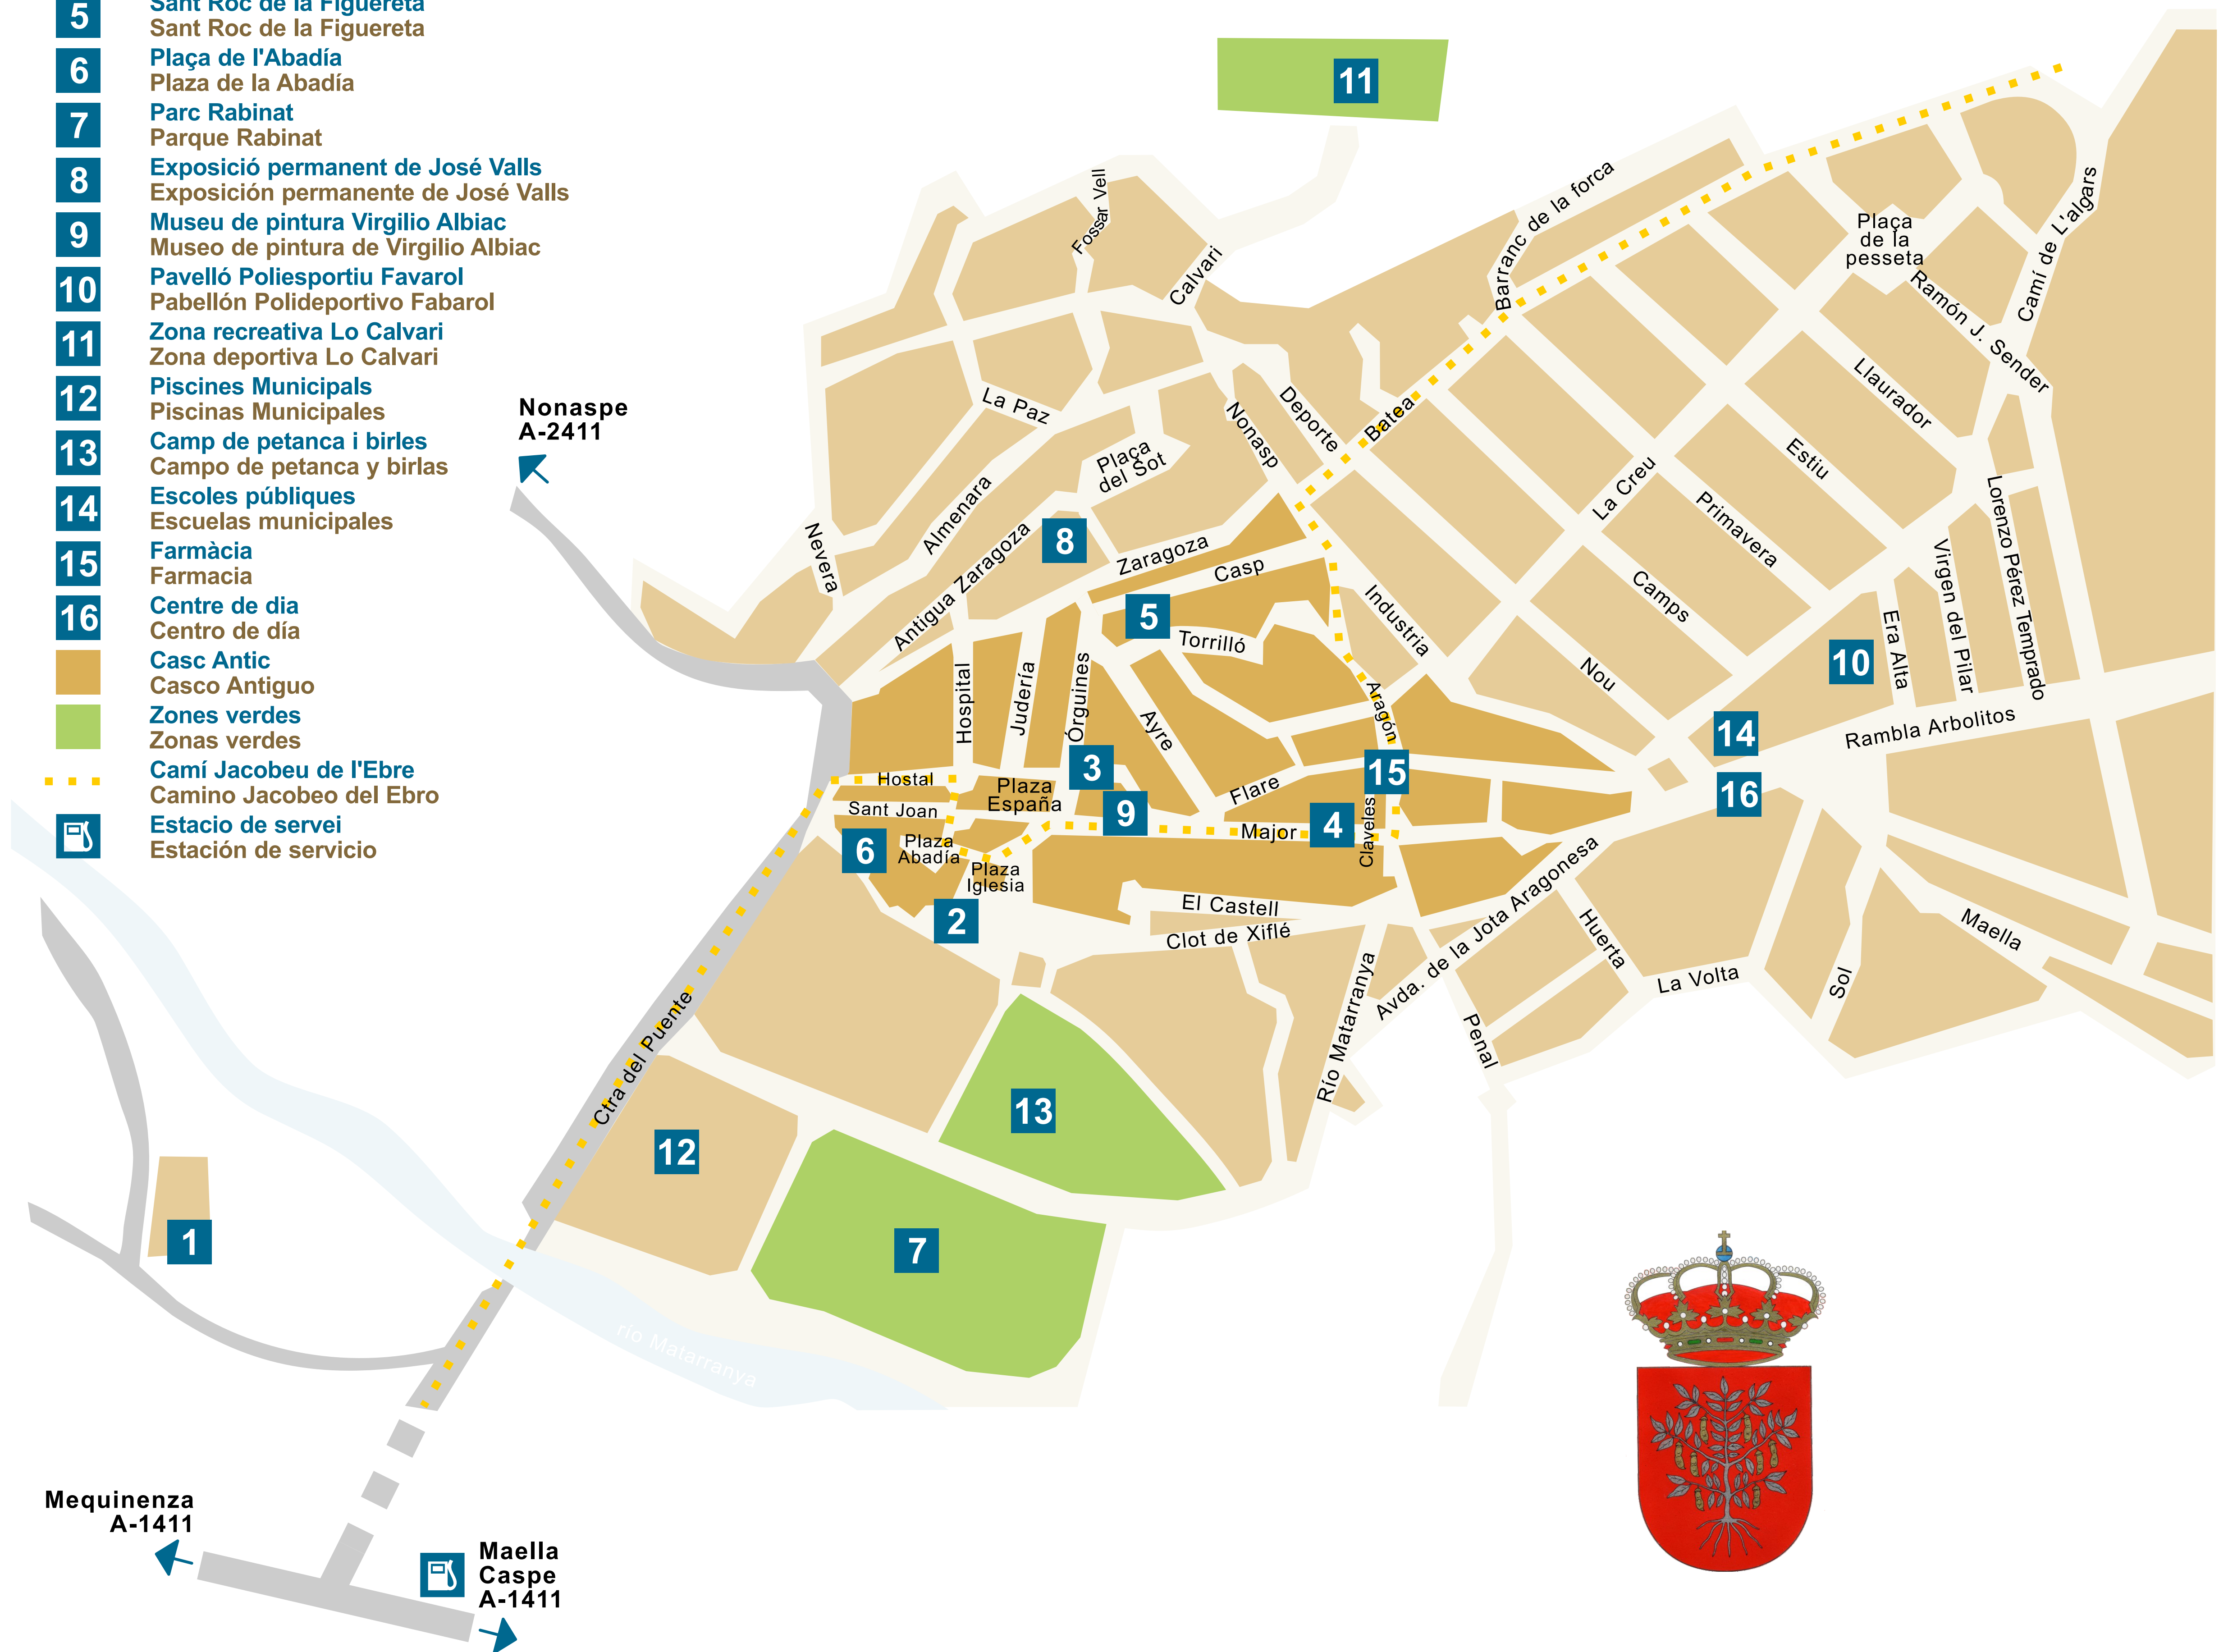 5
Sant Roc de la Figuereta
Sant Roc de la Figuereta
6
Plaça de l'Abadía
Plaza de la Abadía
7
Parc Rabinat
Parque Rabinat
8
Exposició permanent de José Valls
Exposición permanente de José Valls
9
Museu de pintura Virgilio Albiac
Museo de pintura de Virgilio Albiac
10
Pavelló Poliesportiu Favarol
Pabellón Polideportivo Fabarol
11
Zona recreativa Lo Calvari
Zona deportiva Lo Calvari
12
Piscines Municipals
Piscinas Municipales
13
Camp de petanca i birles
Campo de petanca y birlas
14
Escoles públiques
Escuelas municipales
15
Farmàcia
Farmacia
16
Centre de dia
Centro de día
Casc Antic
Casco Antiguo
Zones verdes
Zonas verdes
Camí Jacobeu de l'Ebre
Camino Jacobeo del Ebro
Estacio de servei
Estación de servicio
Nonaspe
A-2411
11
Fossar Vell
Calvari
Barranc de la forca
Plaça
de la
pesseta
Camí de L'algars
Ramón J. Sender
La Paz
Nonasp
Deporte
Batea
Llaurador
Plaça
del Sot
Estiu
La Creu
Primavera
Almenara
Nevera
Antigua Zaragoza
8
Zaragoza
Casp
5
Torrilló
Industria
Camps
Nou
Virgen del Pilar
Lorenzo Pérez Temprado
Era Alta
10
Hospital
Judería
Órguines
Ayre
Aragón
14
Rambla Arbolitos
3
15
16
Hostal
Plaza
España
Flare
Sant Joan
9
Major
4
Claveles
6
Plaza
Abadía
Plaza
Iglesia
2
El Castell
Clot de Xiflé
Avda. de la Jota Aragonesa
Huerta
La Volta
Sol
Maella
Río Matarranya
Penal
Ctra del Puente
13
12
7
1
río Matarranya
Mequinenza
A-1411
Maella
Caspe
A-1411